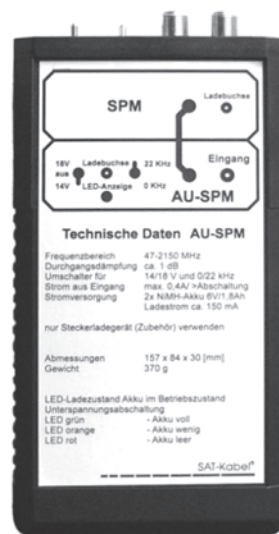 SPM
Ladebuchse
18V
aus
14V
Ladebuchse
LED-Anzeige
22 KHz
0 KHz
Eingang
AU-SPM
Technische Daten AU-SPM
Frequenzbereich 47-2150 MHz
Durchgangsdämpfung ca. 1 dB
Umschalter für 14/18 V und 0/22 kHz
Strom aus Eingang max. 0,4A/ >Abschaltung
Stromversorgung 2x NiMH-Akku 6V/1,8Ah
Ladestrom ca. 150 mA
nur Steckerladegerät (Zubehör) verwenden
Abmessungen 157 x 84 x 30 [mm]
Gewicht 370 g
LED-Ladezustand Akku im Betriebszustand
Unterspannungsabschaltung
LED grün - Akku voll
LED orange - Akku wenig
LED rot - Akku leer
SAT-Kabel®